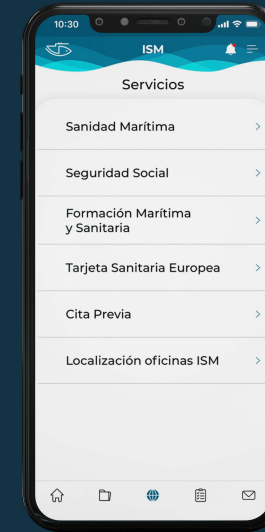 10:30
ISM
Servicios
Sanidad Marítima
Seguridad Social
Formación Marítima
y Sanitaria
Tarjeta Sanitaria Europea
Cita Previa
Localización oficinas ISM